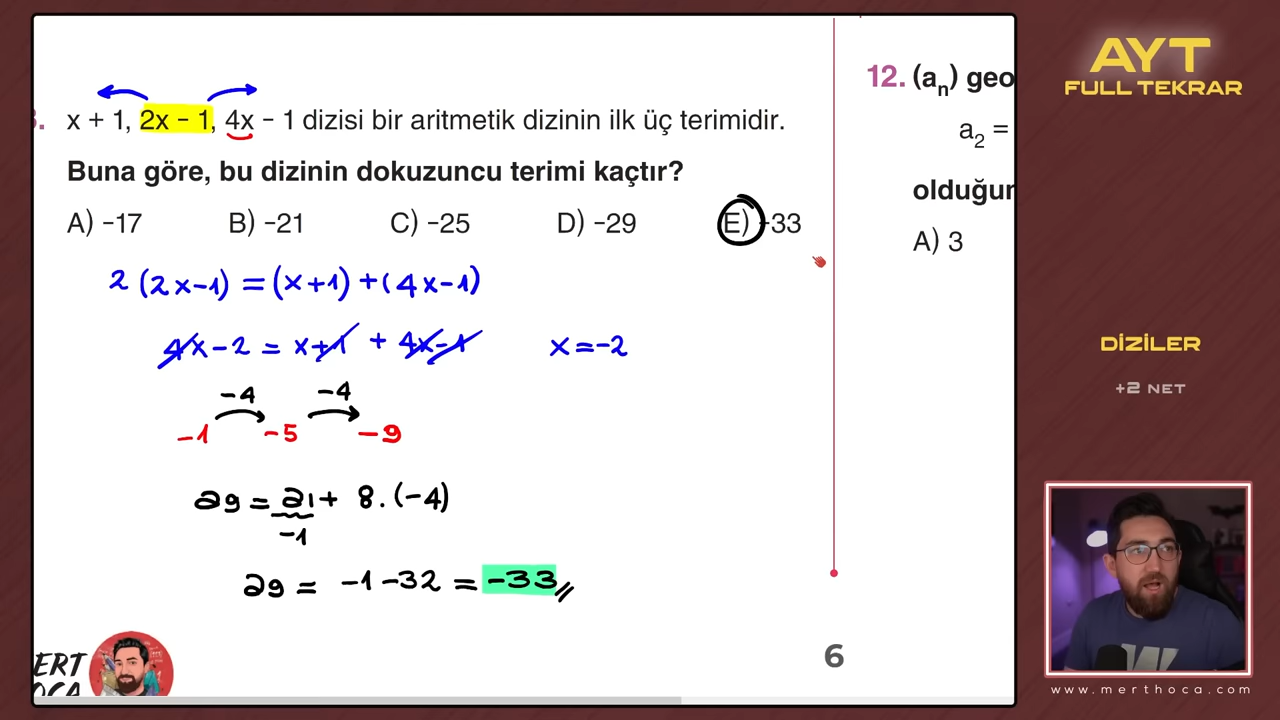 x + 1, 2x - 1, 4x - 1 dizisi bir aritmetik dizinin ilk üç terimidir.
Buna göre, bu dizinin dokuzuncu terimi kaçtır?
A) -17 B) -21 C) -25 D) -29 E) -33
2 (2x-1) = (x+1) + (4x-1)
4x-2 = x+1 + 4x-1 x=-2
-4 -4
-1 -5 -9
a9 = a1 + 8.(-4)
-1
a9 = -1 -32 = -33
ERT
OCA
6
12. (an) geo
a2 =
olduğu
A) 3
AYT
FULL TEKRAR
DİZİLER
+2 NET
www.merthoca.com